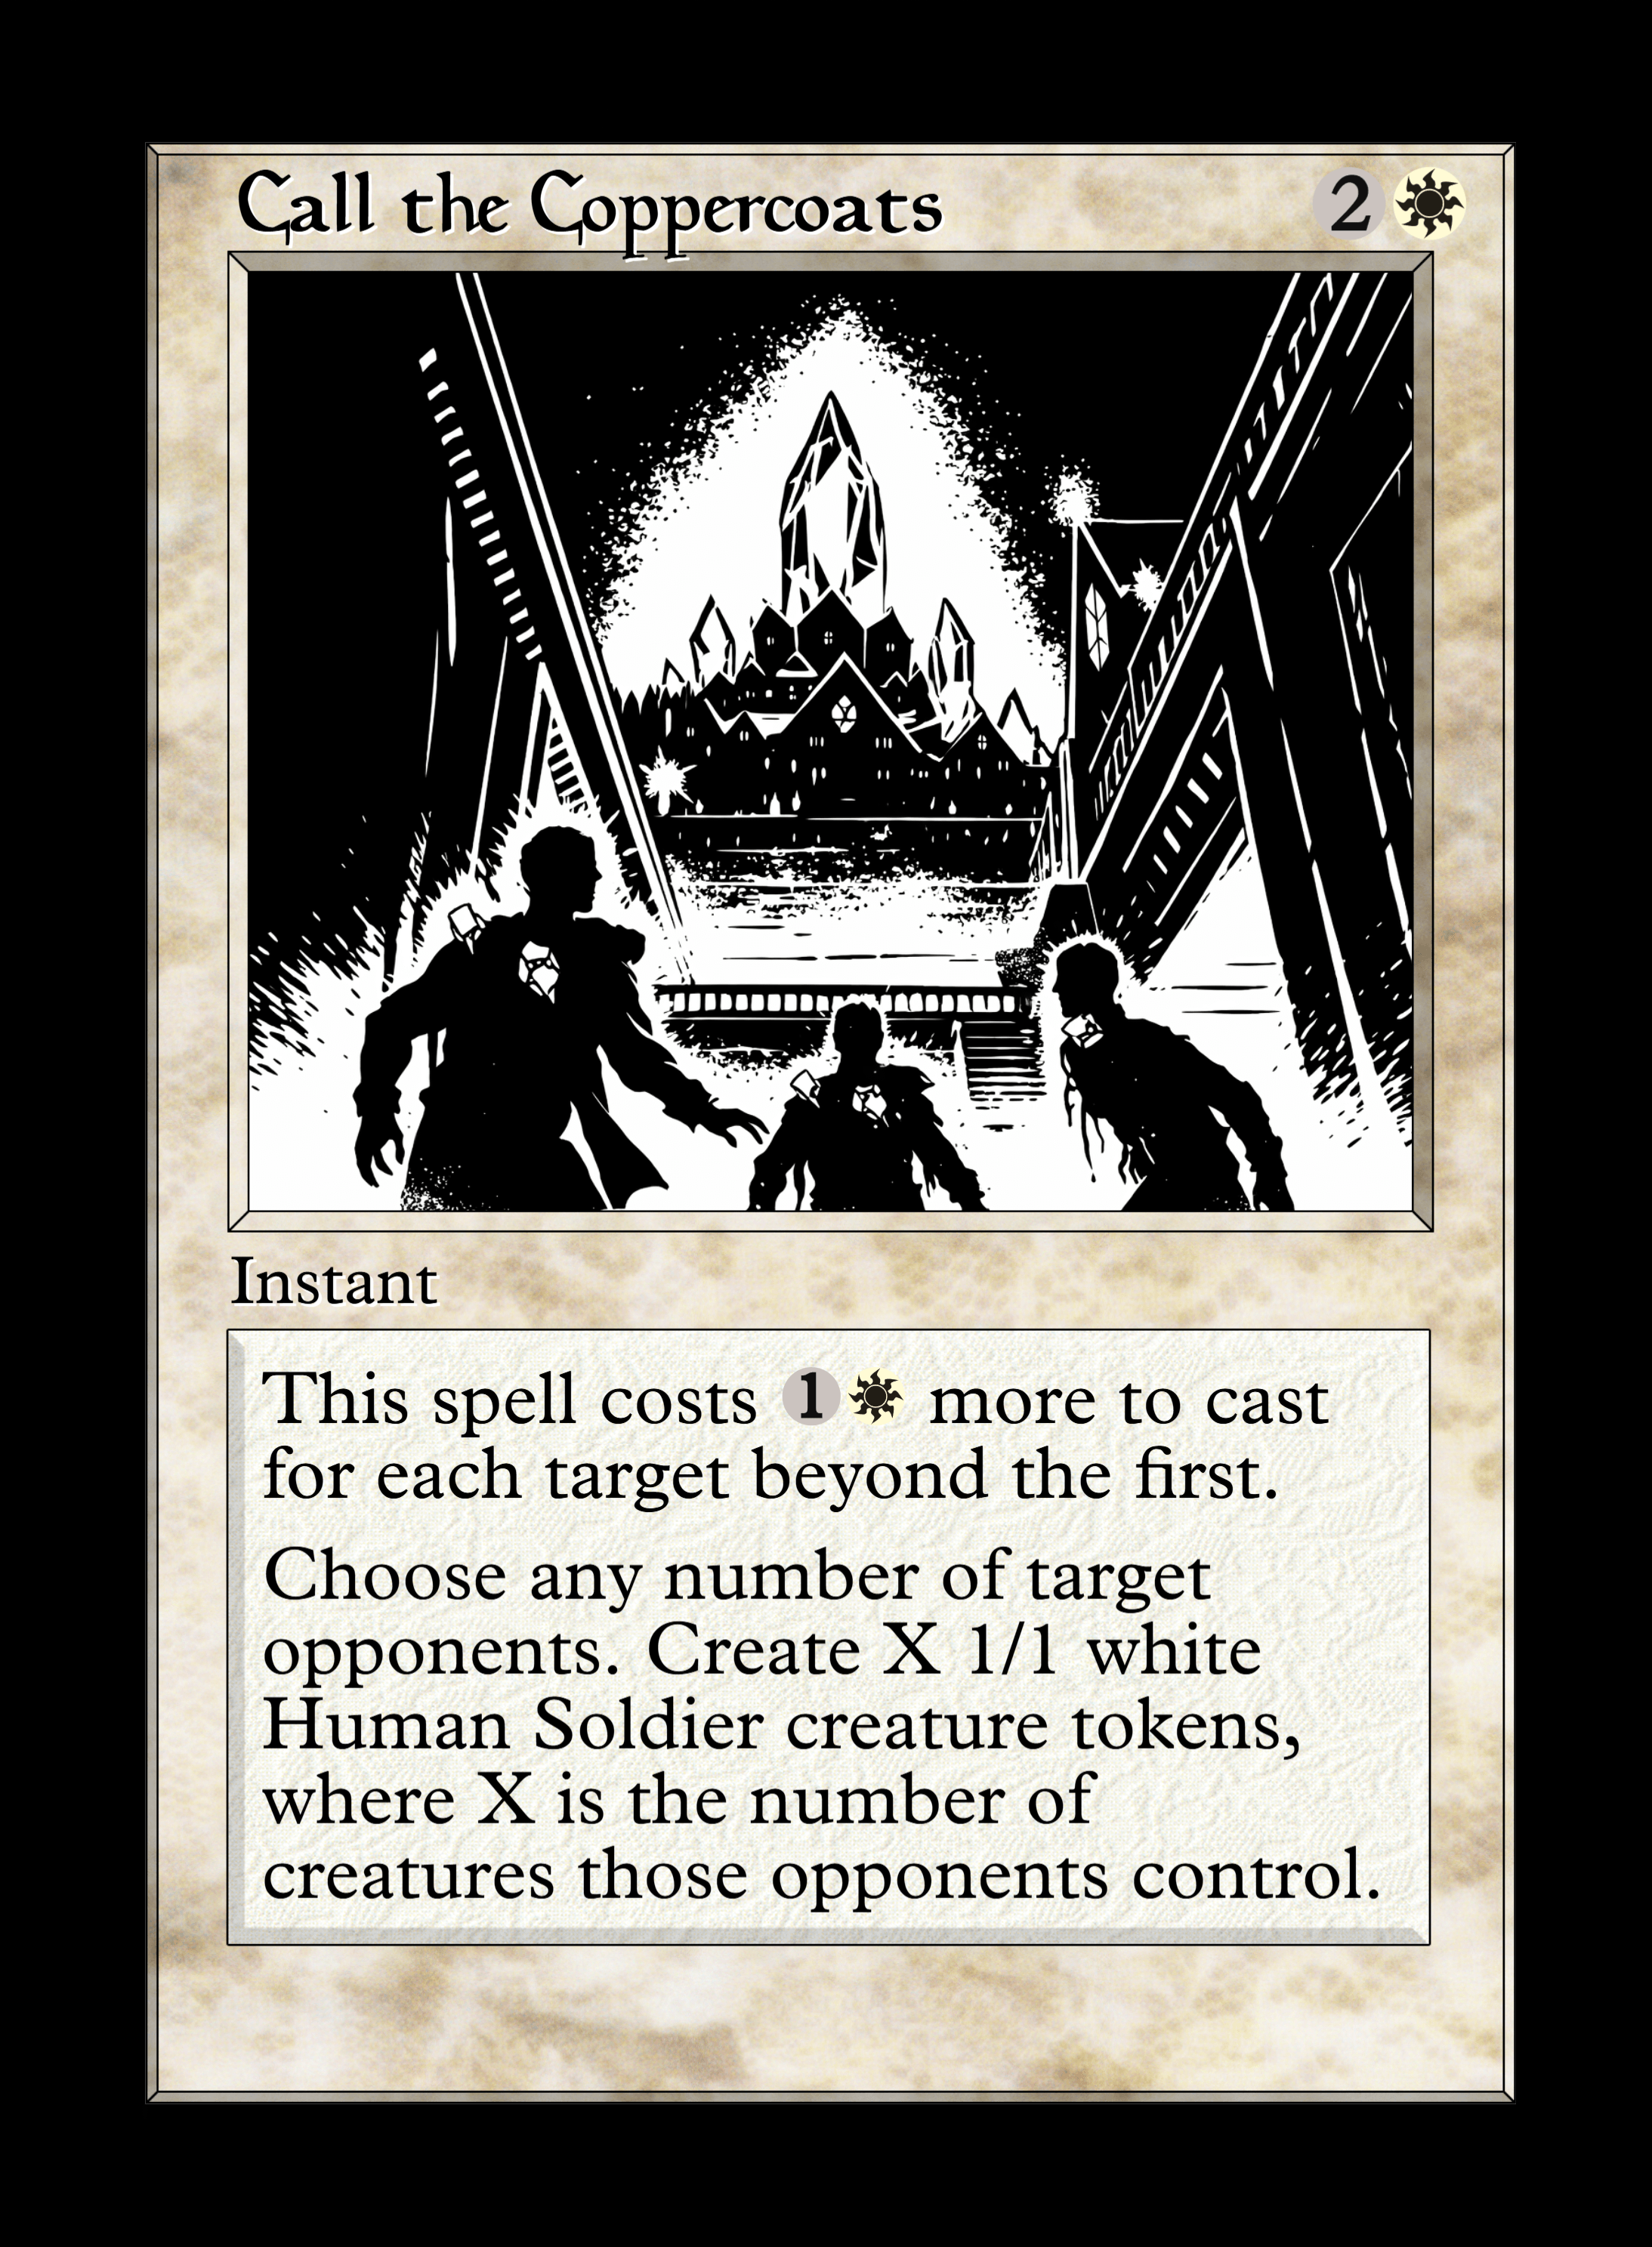 Call the Coppercoats 2
Instant
This spell costs 1 more to cast
for each target beyond the first.
Choose any number of target
opponents. Create X 1/1 white
Human Soldier creature tokens,
where X is the number of
creatures those opponents control.